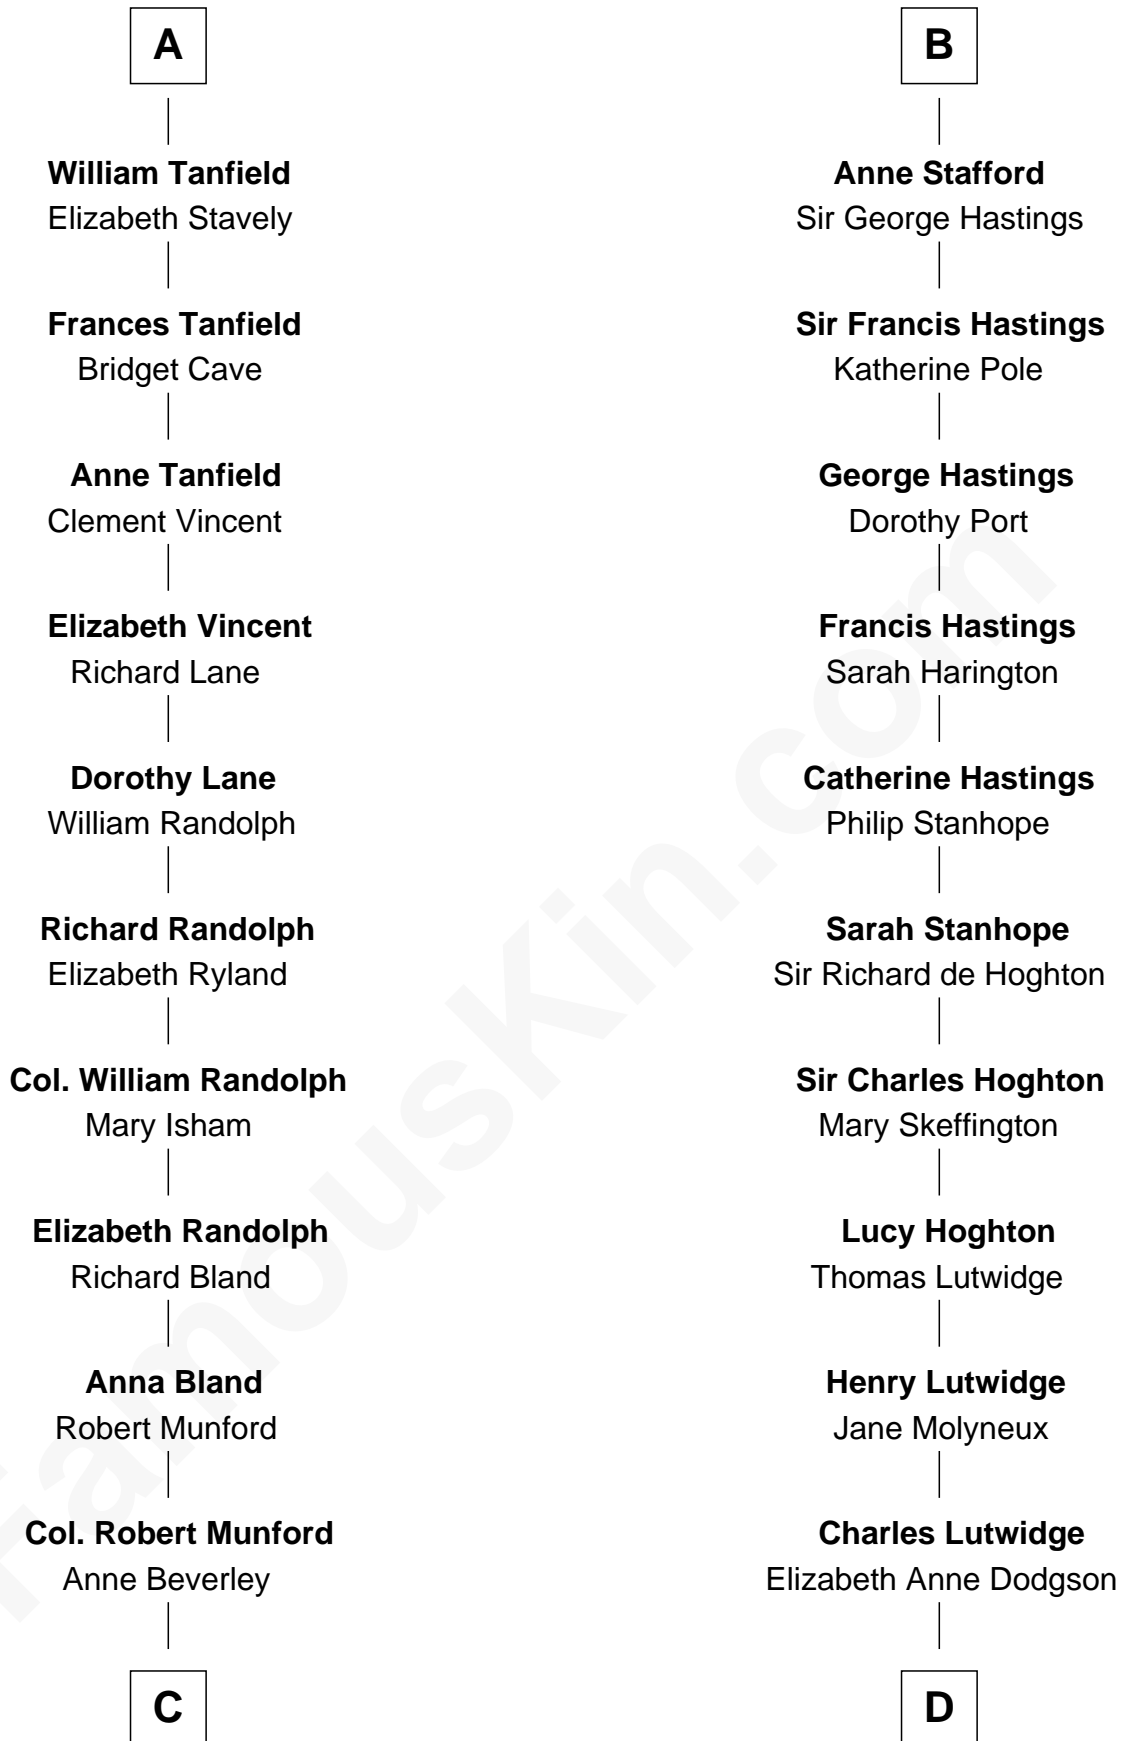 A
William Tanfield
Elizabeth Stavely
Frances Tanfield
Bridget Cave
Anne Tanfield
Clement Vincent
Elizabeth Vincent
Richard Lane
Dorothy Lane
William Randolph
Richard Randolph
Elizabeth Ryland
Col. William Randolph
Mary Isham
Elizabeth Randolph
Richard Bland
Anna Bland
Robert Munford
Col. Robert Munford
Anne Beverley
C
B
Anne Stafford
Sir George Hastings
Sir Francis Hastings
Katherine Pole
George Hastings
Dorothy Port
Francis Hastings
Sarah Harington
Catherine Hastings
Philip Stanhope
Sarah Stanhope
Sir Richard de Hoghton
Sir Charles Hoghton
Mary Skeffington
Lucy Hoghton
Thomas Lutwidge
Henry Lutwidge
Jane Molyneux
Charles Lutwidge
Elizabeth Anne Dodgson
D
FamousKin.com